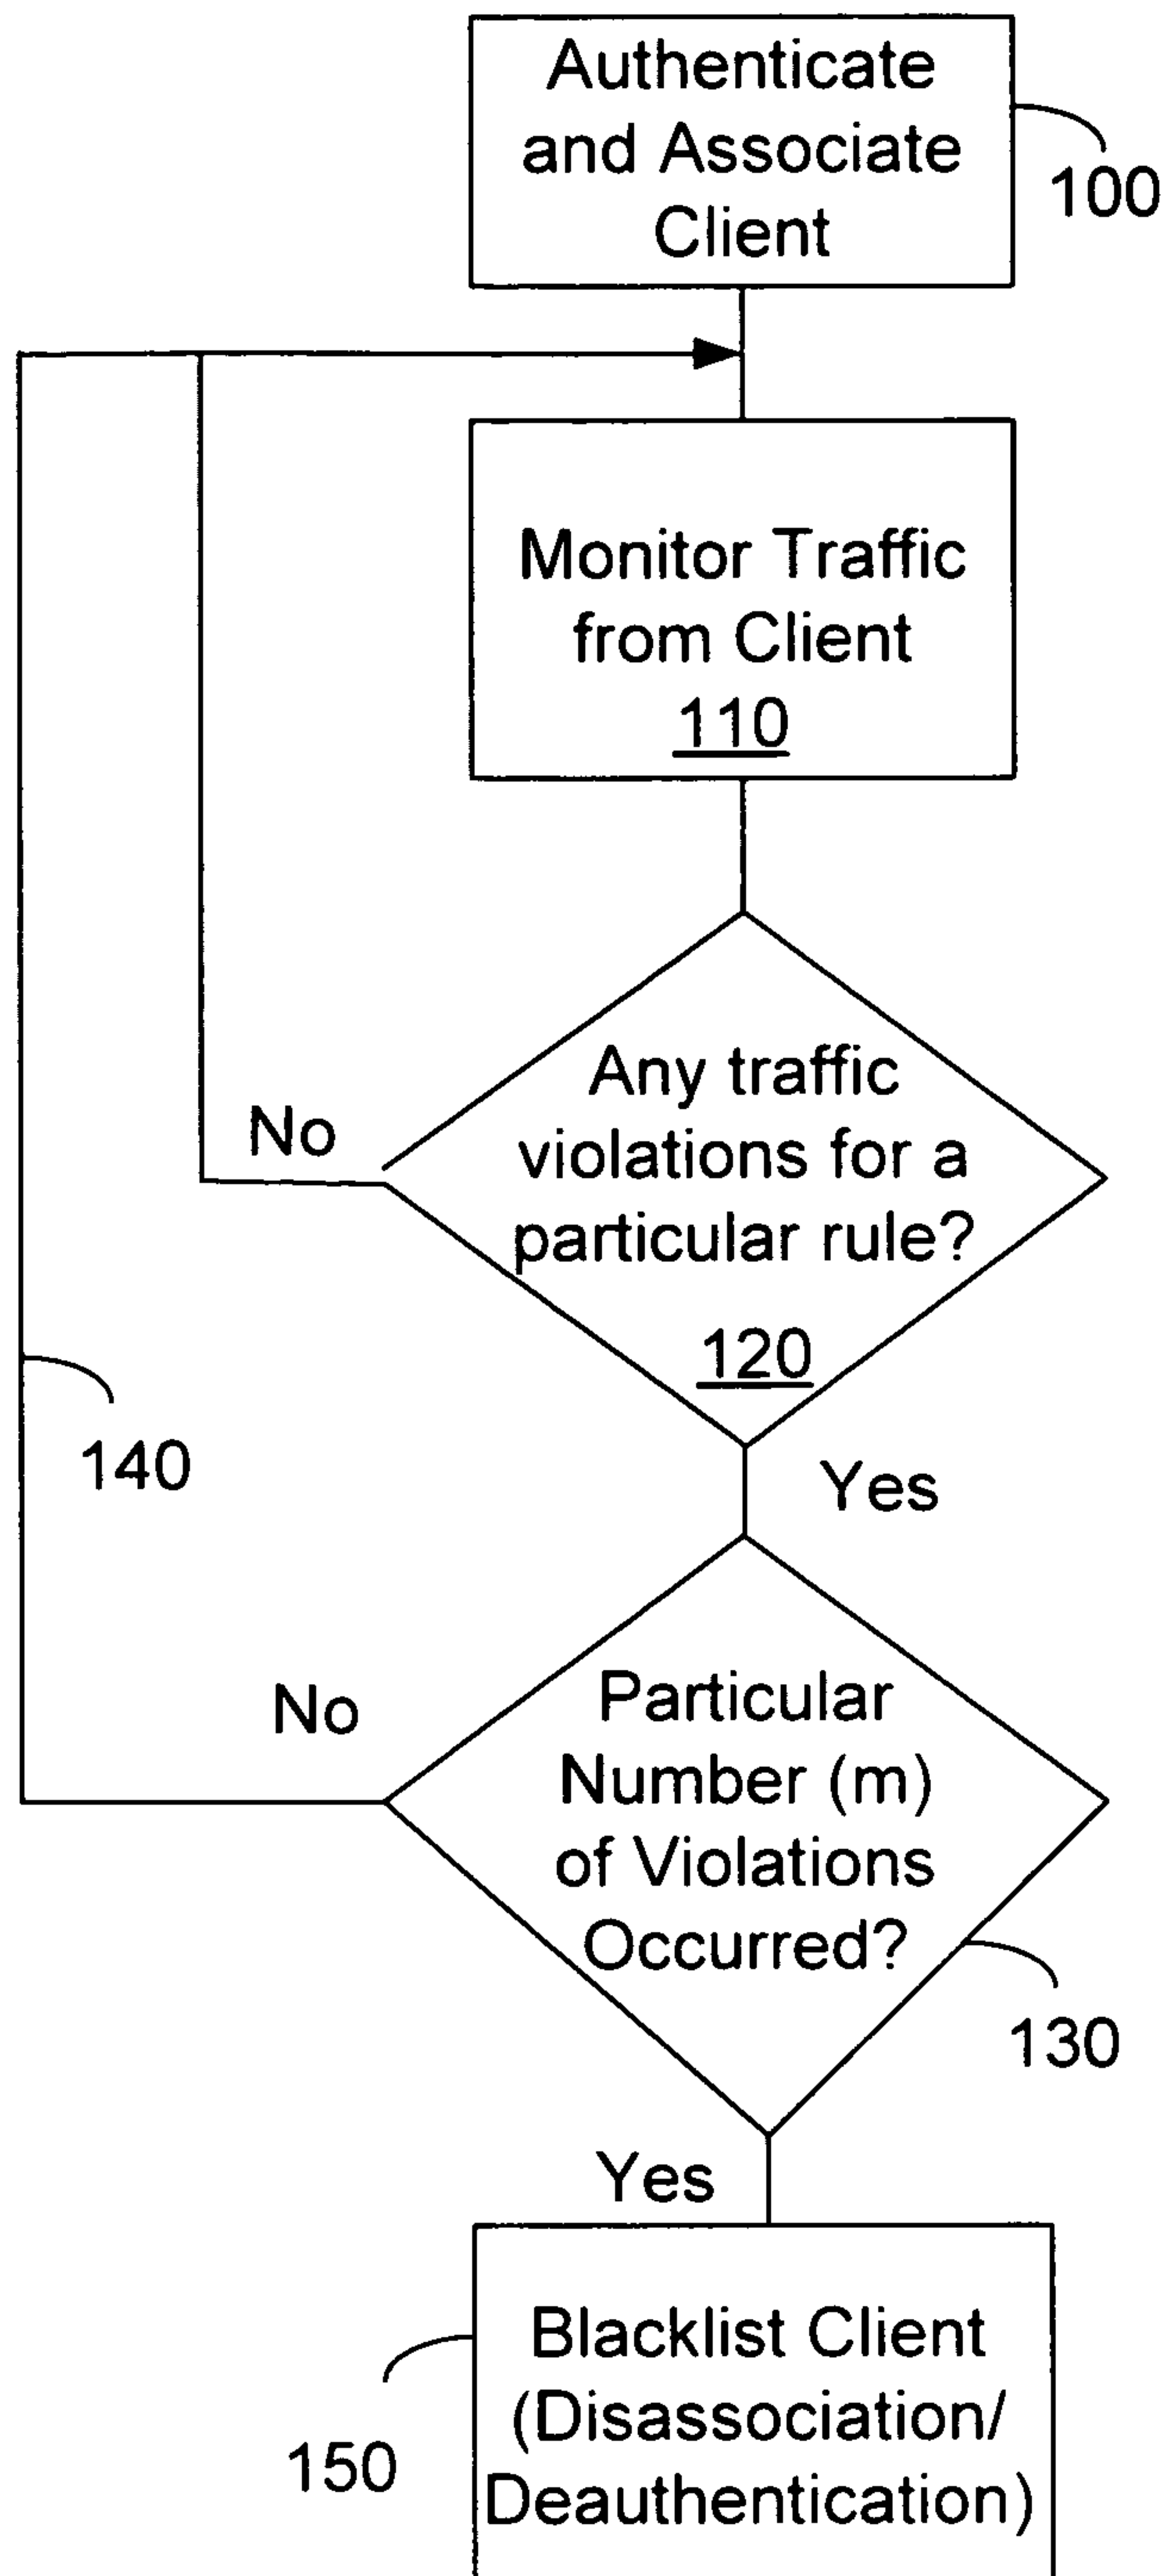 Authenticate
and Associate
Client
100
Monitor Traffic
from Client
110
Any traffic
violations for a
particular rule?
No
120
140
Yes
Particular
Number (m)
of Violations
Occurred?
No
130
Yes
Blacklist Client
(Disassociation/
Deauthentication)
150